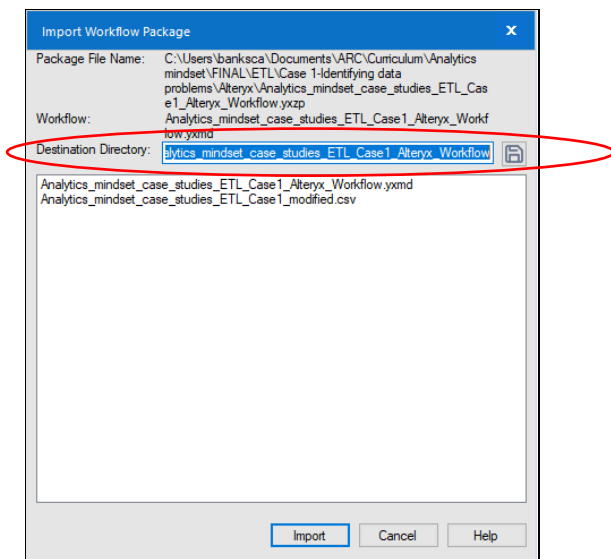 Import Workflow Package
x
Package File Name: C:\Users\banksca\Documents\ARC\Curriculum\Analytics
mindset\FINAL\ETL\Case 1-Identifying data
problems\Alteryx\Analytics_mindset_case_studies_ETL_Cas
e1_Alteryx_Workflow.yxzp
Workflow: Analytics_mindset_case_studies_ETL_Case1_Alteryx_Workf
low.yxmd
Destination Directory: alytics_mindset_case_studies_ETL_Case1_Alteryx_Workflow
Analytics_mindset_case_studies_ETL_Case1_Alteryx_Workflow.yxmd
Analytics_mindset_case_studies_ETL_Case1_modified.csv
Import Cancel Help